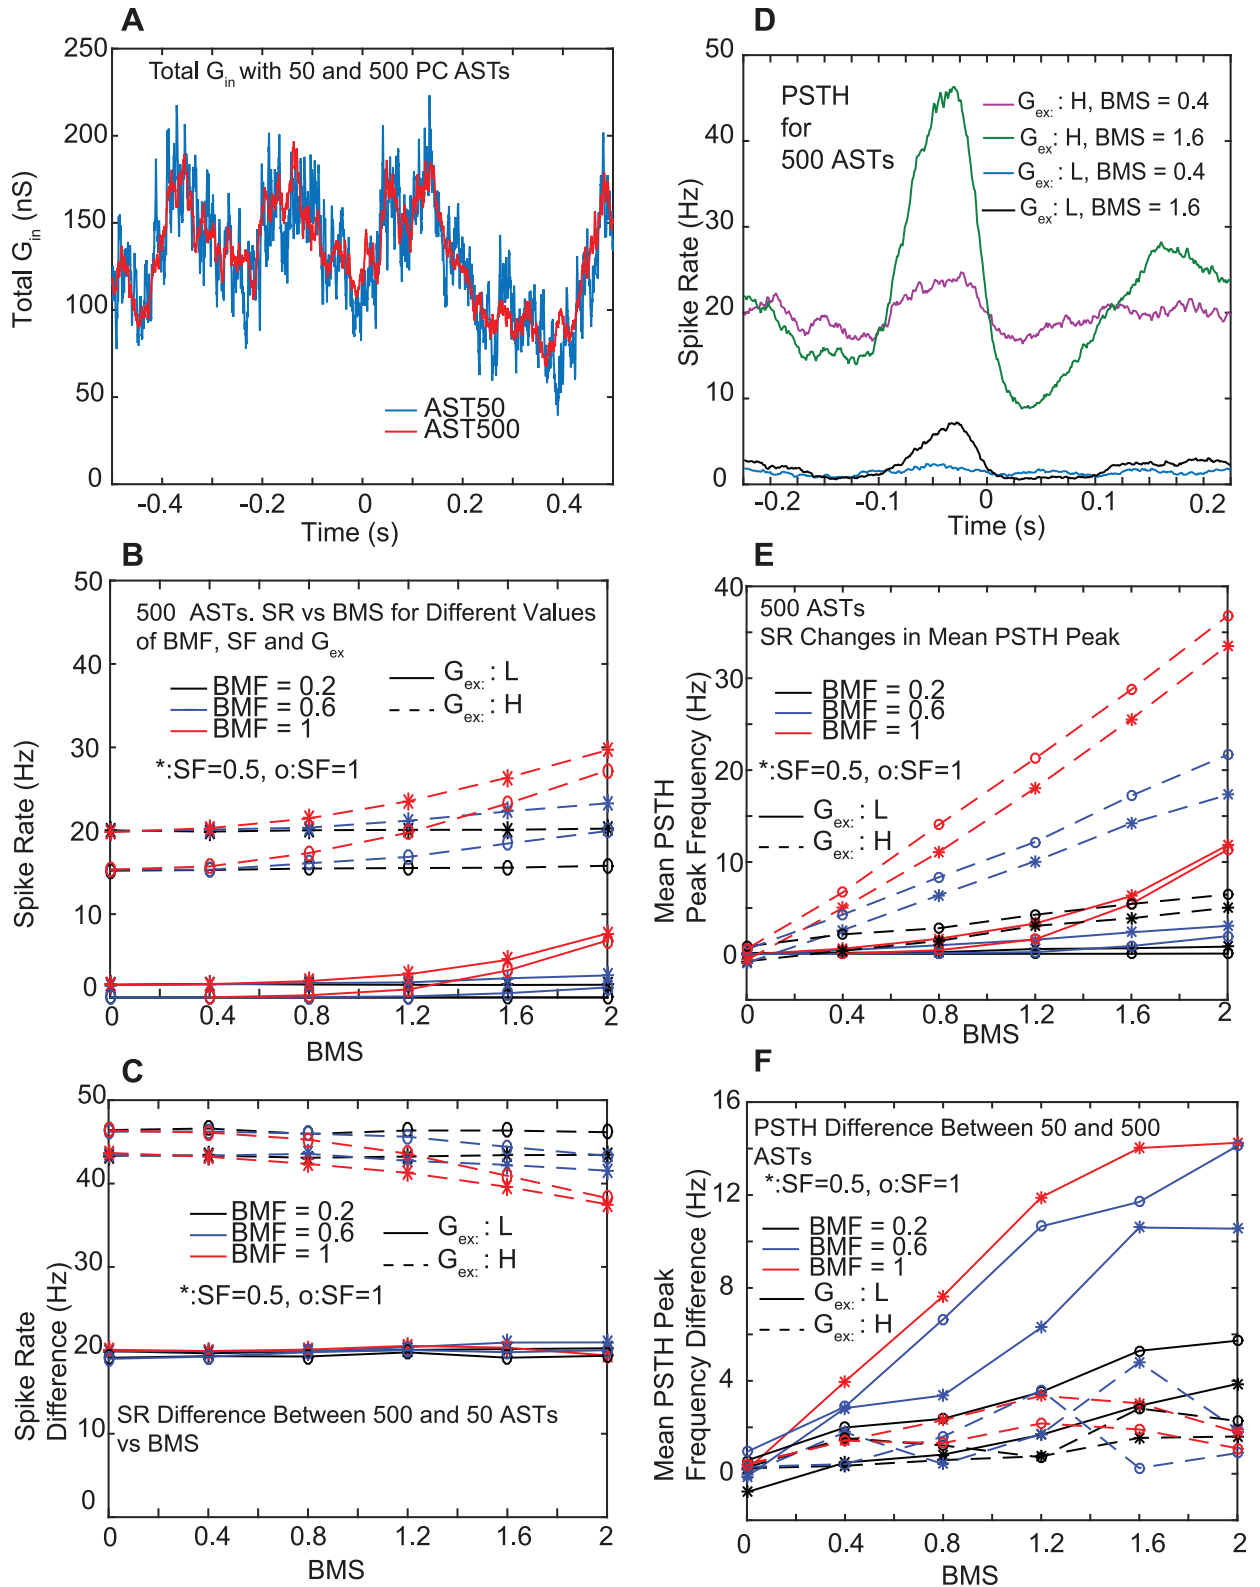 A
Total G_in with 50 and 500 PC ASTs
250
200
150
100
50
0
Total G_in (nS)
AST50
AST500
-0.4
-0.2
0
0.2
0.4
Time (s)
D
PSTH
for
500 ASTs
G_ex: : H, BMS = 0.4
G_ex: H, BMS = 1.6
G_ex: : L, BMS = 0.4
G_ex: L, BMS = 1.6
50
40
30
20
10
0
Spike Rate (Hz)
-0.2
-0.1
0
0.1
0.2
Time (s)
B
500 ASTs. SR vs BMS for Different Values
of BMF, SF and G_ex
BMF = 0.2
BMF = 0.6
BMF = 1
G_ex: : L
G_ex: : H
*:SF=0.5, o:SF=1
50
40
30
20
10
0
Spike Rate (Hz)
0
0.4
0.8
1.2
1.6
2
BMS
E
500 ASTs
SR Changes in Mean PSTH Peak
BMF = 0.2
BMF = 0.6
BMF = 1
*:SF=0.5, o:SF=1
G_ex: : L
G_ex: : H
40
30
20
10
0
Mean PSTH
Peak Frequency (Hz)
0
0.4
0.8
1.2
1.6
2
BMS
C
50
40
30
20
10
0
Spike Rate
Difference (Hz)
BMF = 0.2
BMF = 0.6
BMF = 1
G_ex: : L
G_ex: : H
*:SF=0.5, o:SF=1
SR Difference Between 500 and 50 ASTs
vs BMS
0
0.4
0.8
1.2
1.6
2
BMS
F
PSTH Difference Between 50 and 500
ASTs
*:SF=0.5, o:SF=1
BMF = 0.2
BMF = 0.6
BMF = 1
G_ex: : L
G_ex: : H
16
12
8
4
0
Mean PSTH Peak
Frequency Difference (Hz)
0
0.4
0.8
1.2
1.6
2
BMS